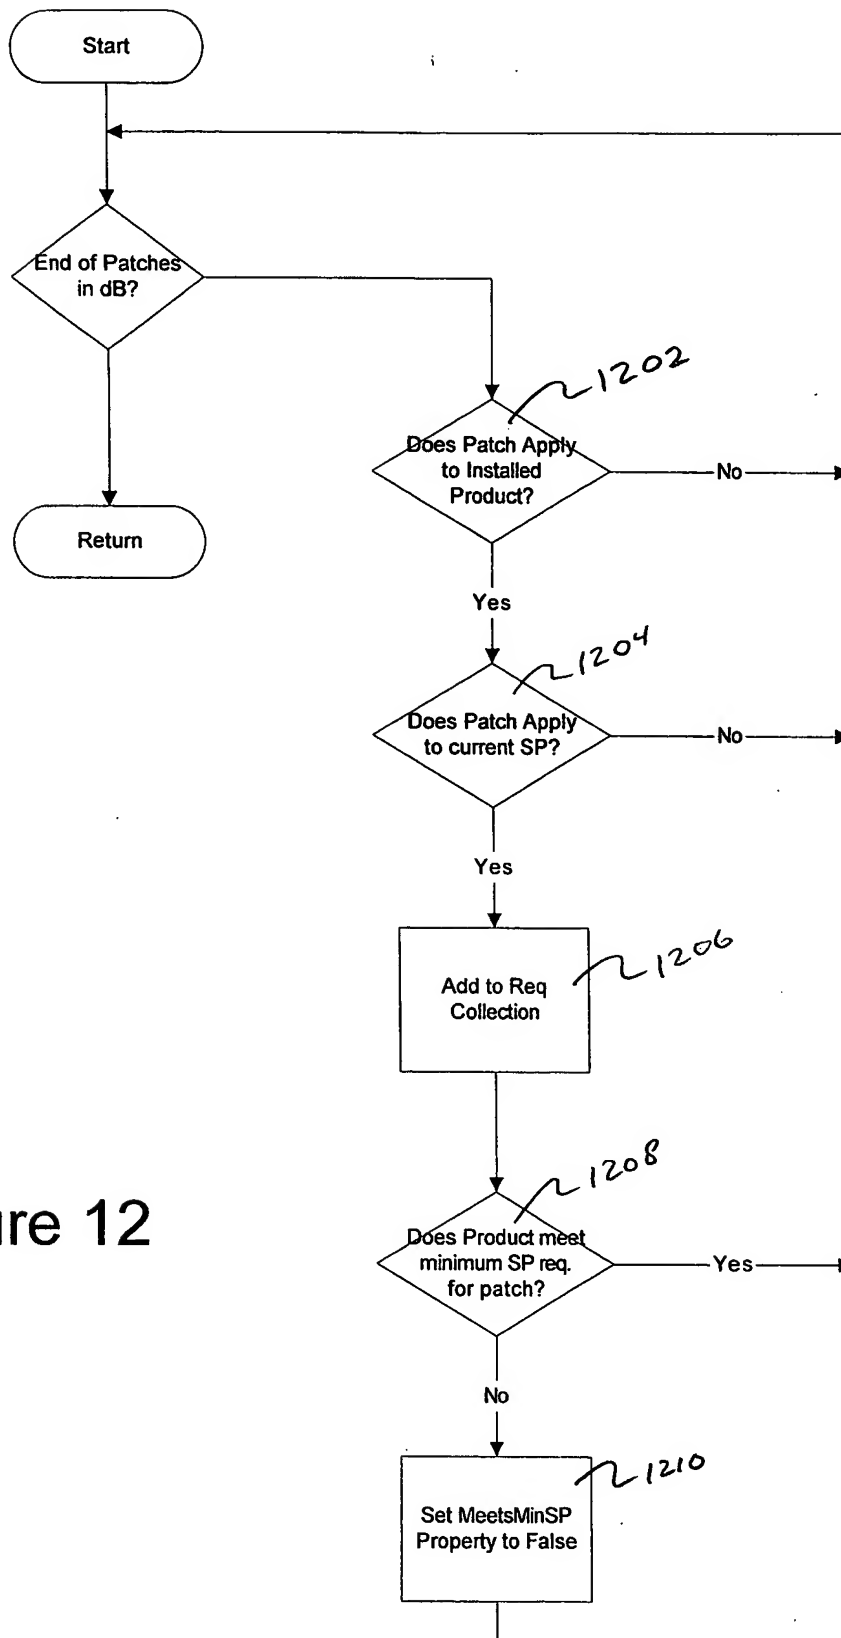 Start
End of Patches
in dB?
1202
Does Patch Apply
to Installed
Product?
No
Return
Yes
1204
Does Patch Apply
to current SP?
No
Yes
1206
Add to Req
Collection
1208
ure 12
Does Product meet
minimum SP req.
for patch?
Yes
No
1210
Set MeetsMinSP
Property to False